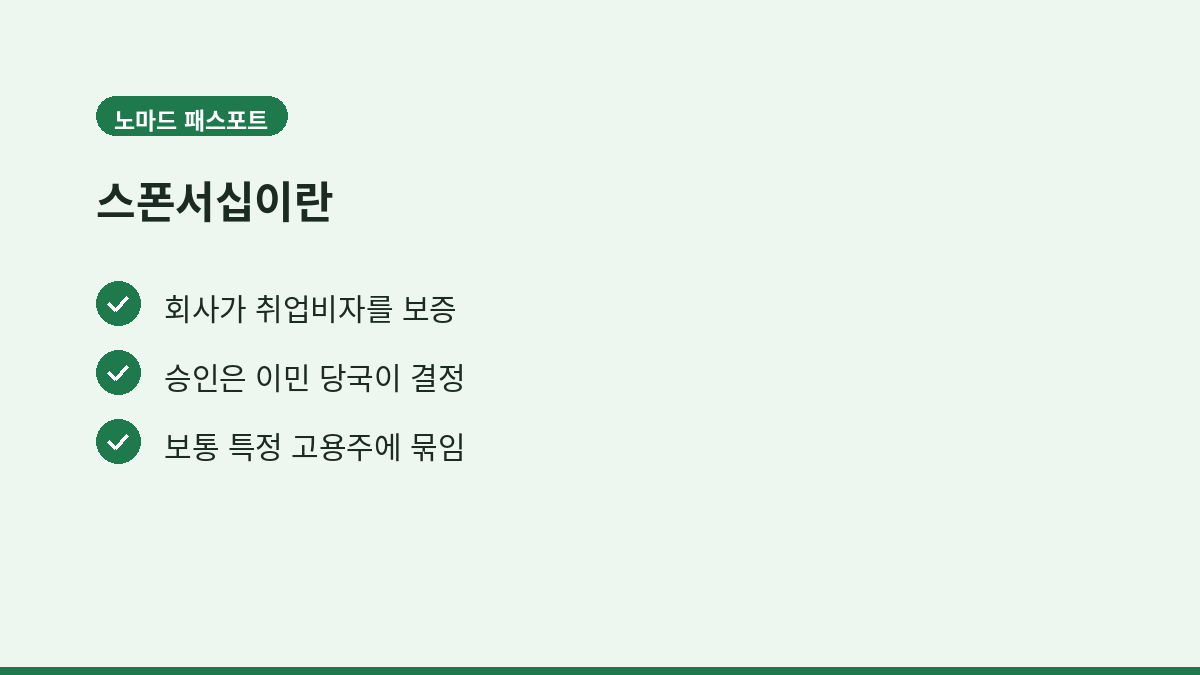 노마드 패스포트
스폰서십이란
회사가 취업비자를 보증
승인은 이민 당국이 결정
보통 특정 고용주에 묶임